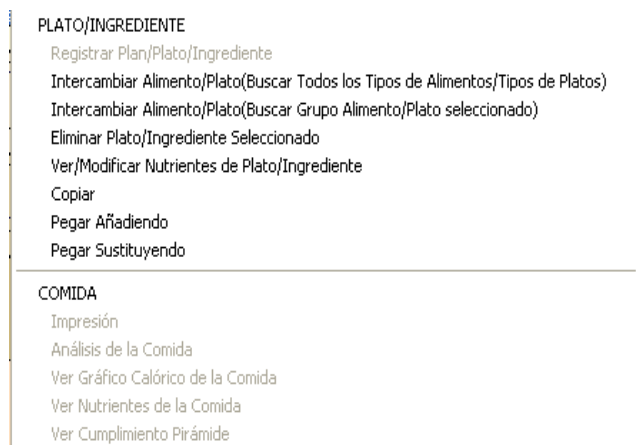 PLATO/INGREDIENTE
Registrar Plan/Plato/Ingrediente
Intercambiar Alimento/Plato(Buscar Todos los Tipos de Alimentos/Tipos de Platos)
Intercambiar Alimento/Plato(Buscar Grupo Alimento/Plato seleccionado)
Eliminar Plato/Ingrediente Seleccionado
Ver/Modificar Nutrientes de Plato/Ingrediente
Copiar
Pegar Añadiendo
Pegar Sustituyendo
COMIDA
Impresión
Análisis de la Comida
Ver Gráfico Calórico de la Comida
Ver Nutrientes de la Comida
Ver Cumplimiento Pirámide